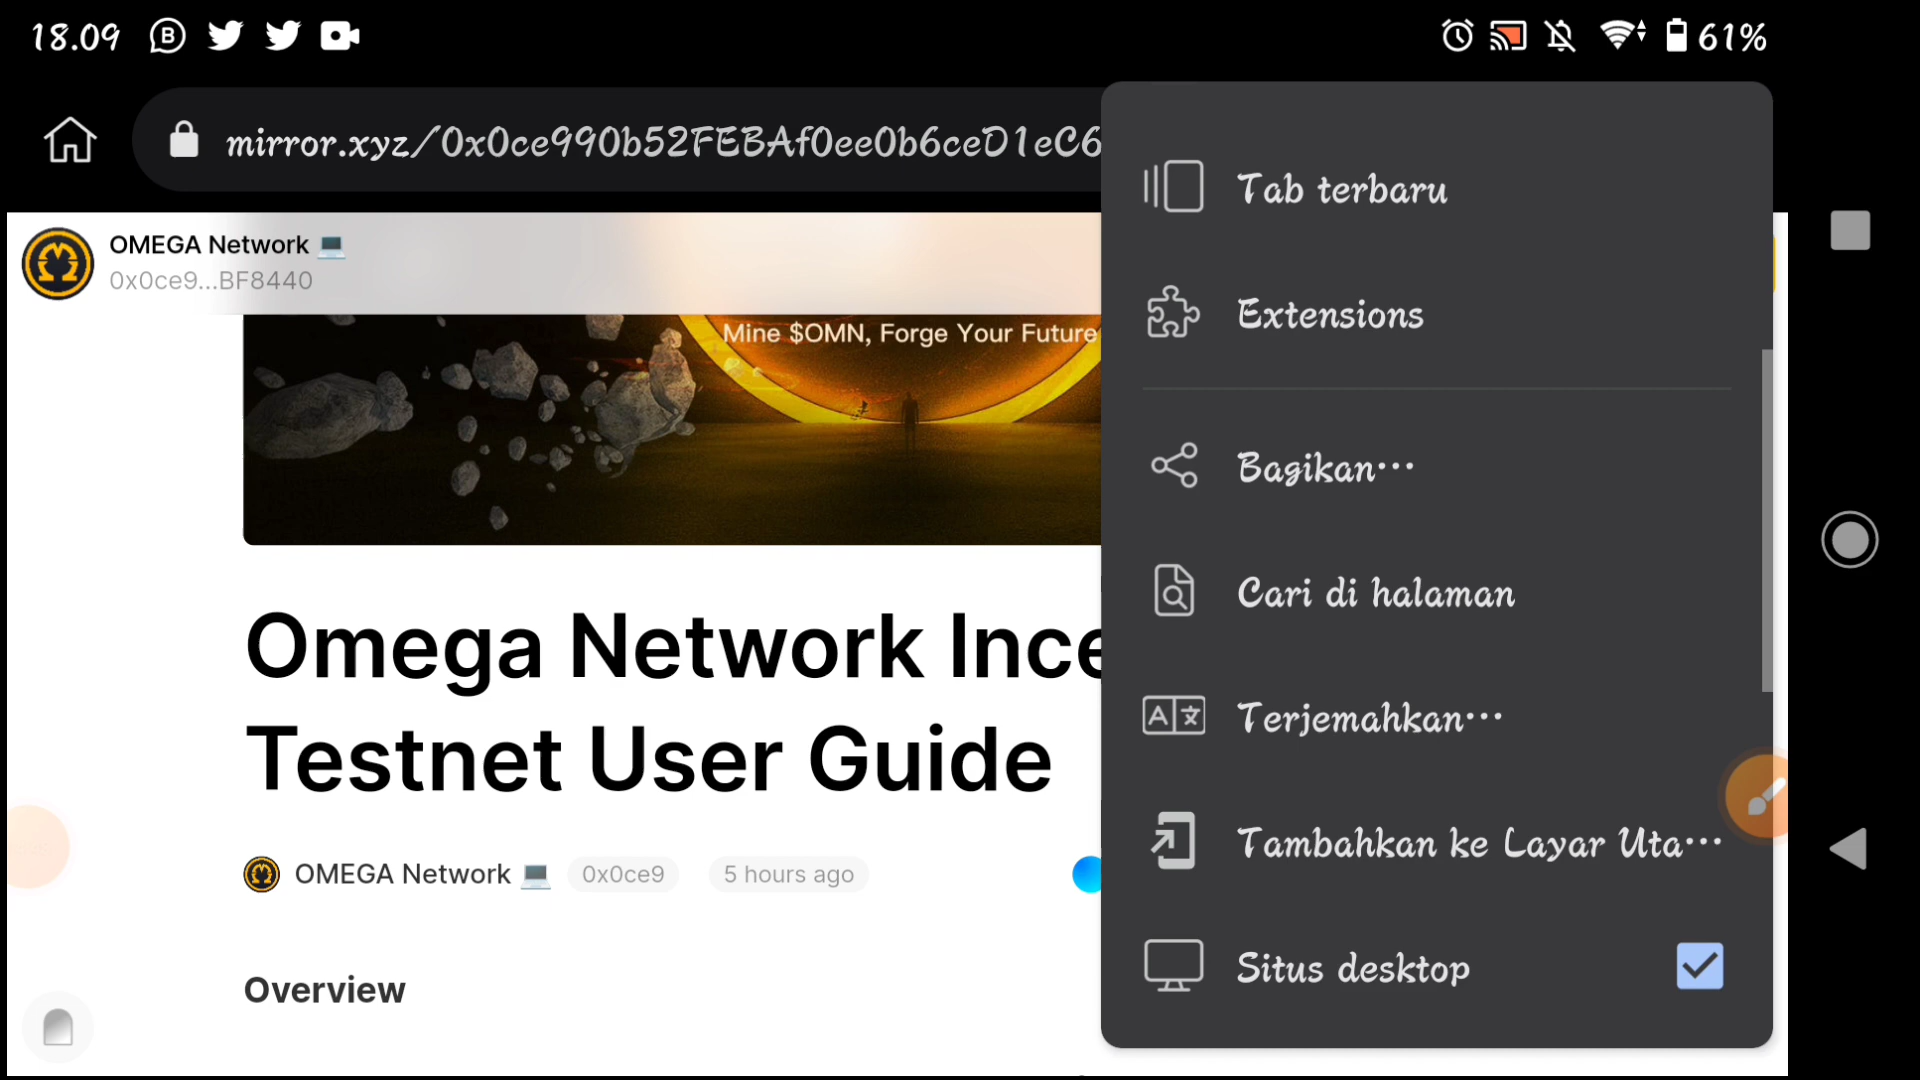 18.09
61%
mirror.xyz/0x0ce990b52FEBAf0ee0b6ceD1eC6
OMEGA Network 💻
0x0ce9...BF8440
Mine $OMN, Forge Your Future
Omega Network Ince
Testnet User Guide
OMEGA Network 💻 0x0ce9 5 hours ago
Overview
Tab terbaru
Extensions
Bagikan...
Cari di halaman
Terjemahkan...
Tambahkan ke Layar Uta...
Situs desktop